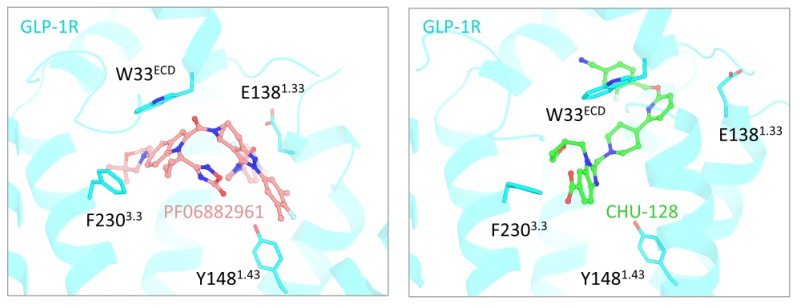 GLP-1R
W33ECD
E1381.33
F2303.3
PF06882961
Y1481.43
GLP-1R
W33ECD
E1381.33
F2303.3
CHU-128
Y1481.43